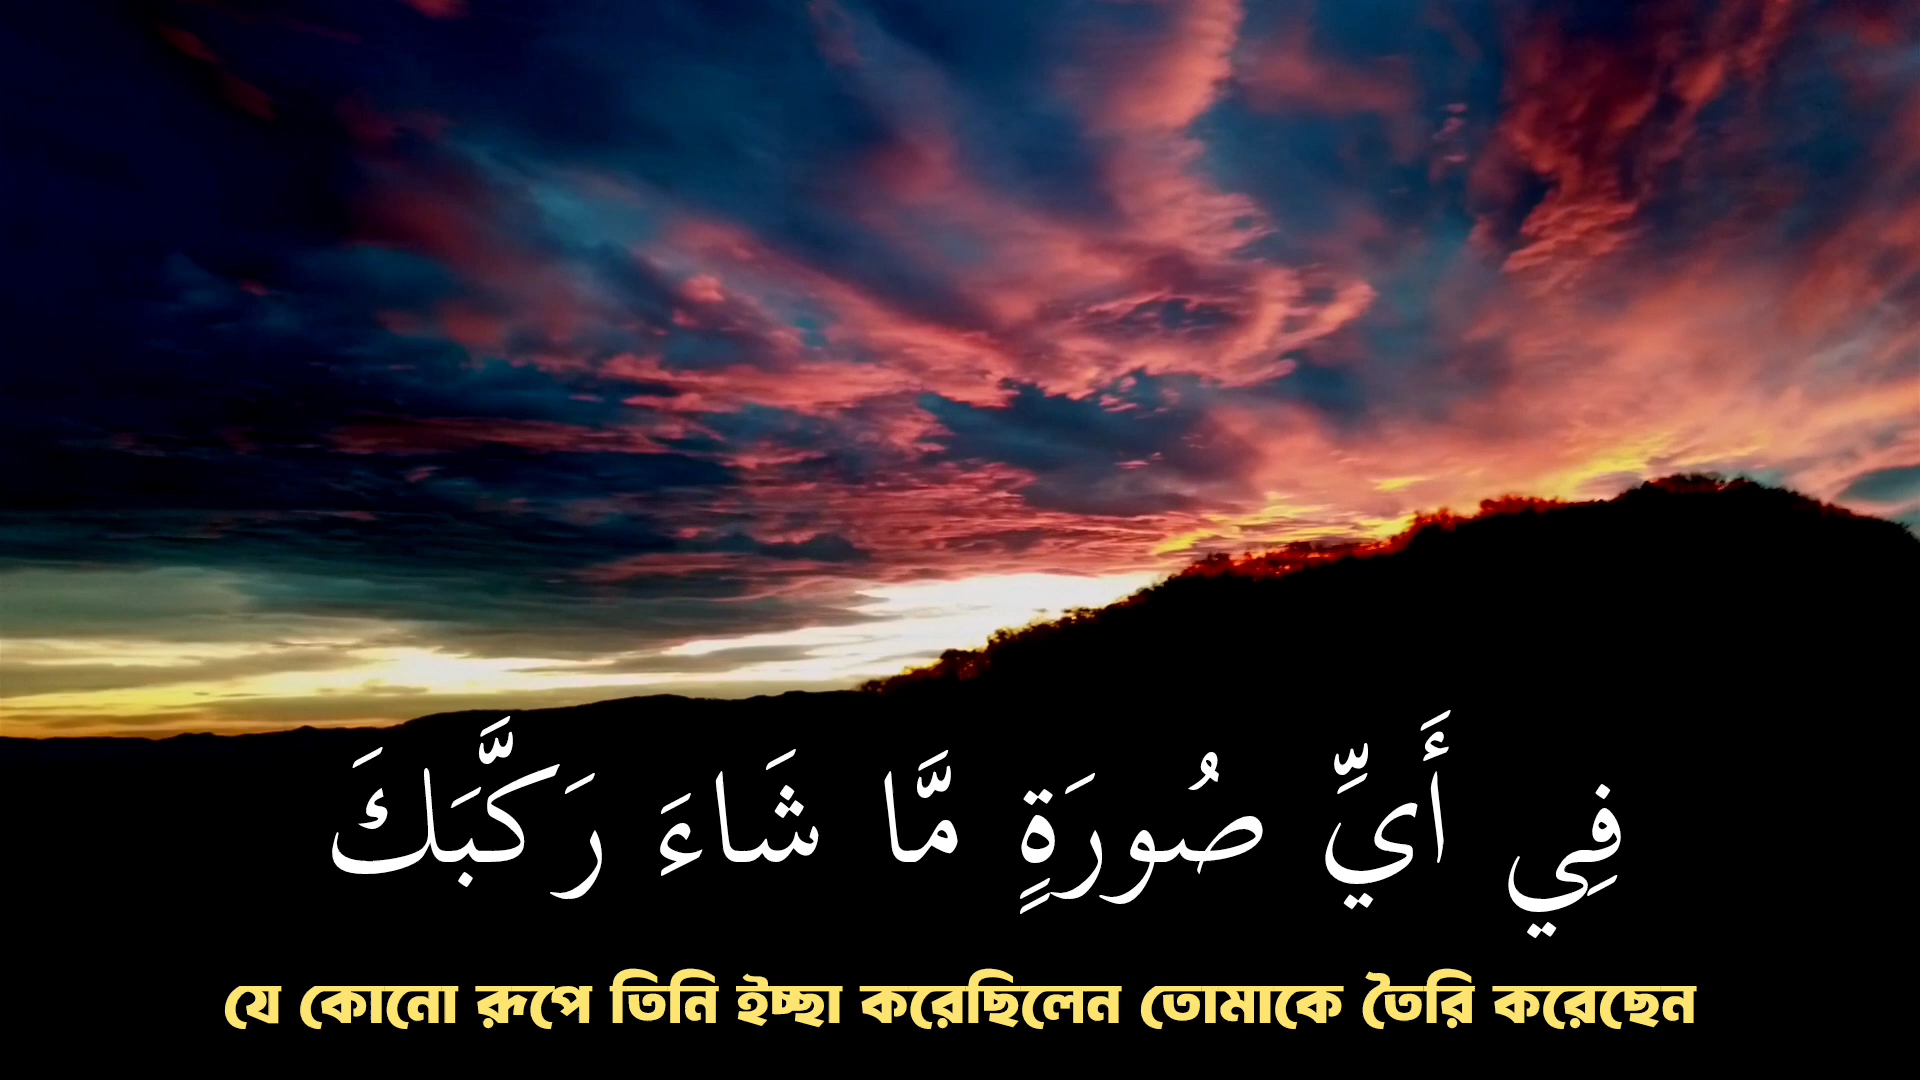 فِي أَيِّ صُورَةٍ مَّا شَاءَ رَكَّبَكَ
যে কোনো রূপে তিনি ইচ্ছা করেছিলেন তোমাকে তৈরি করেছেন